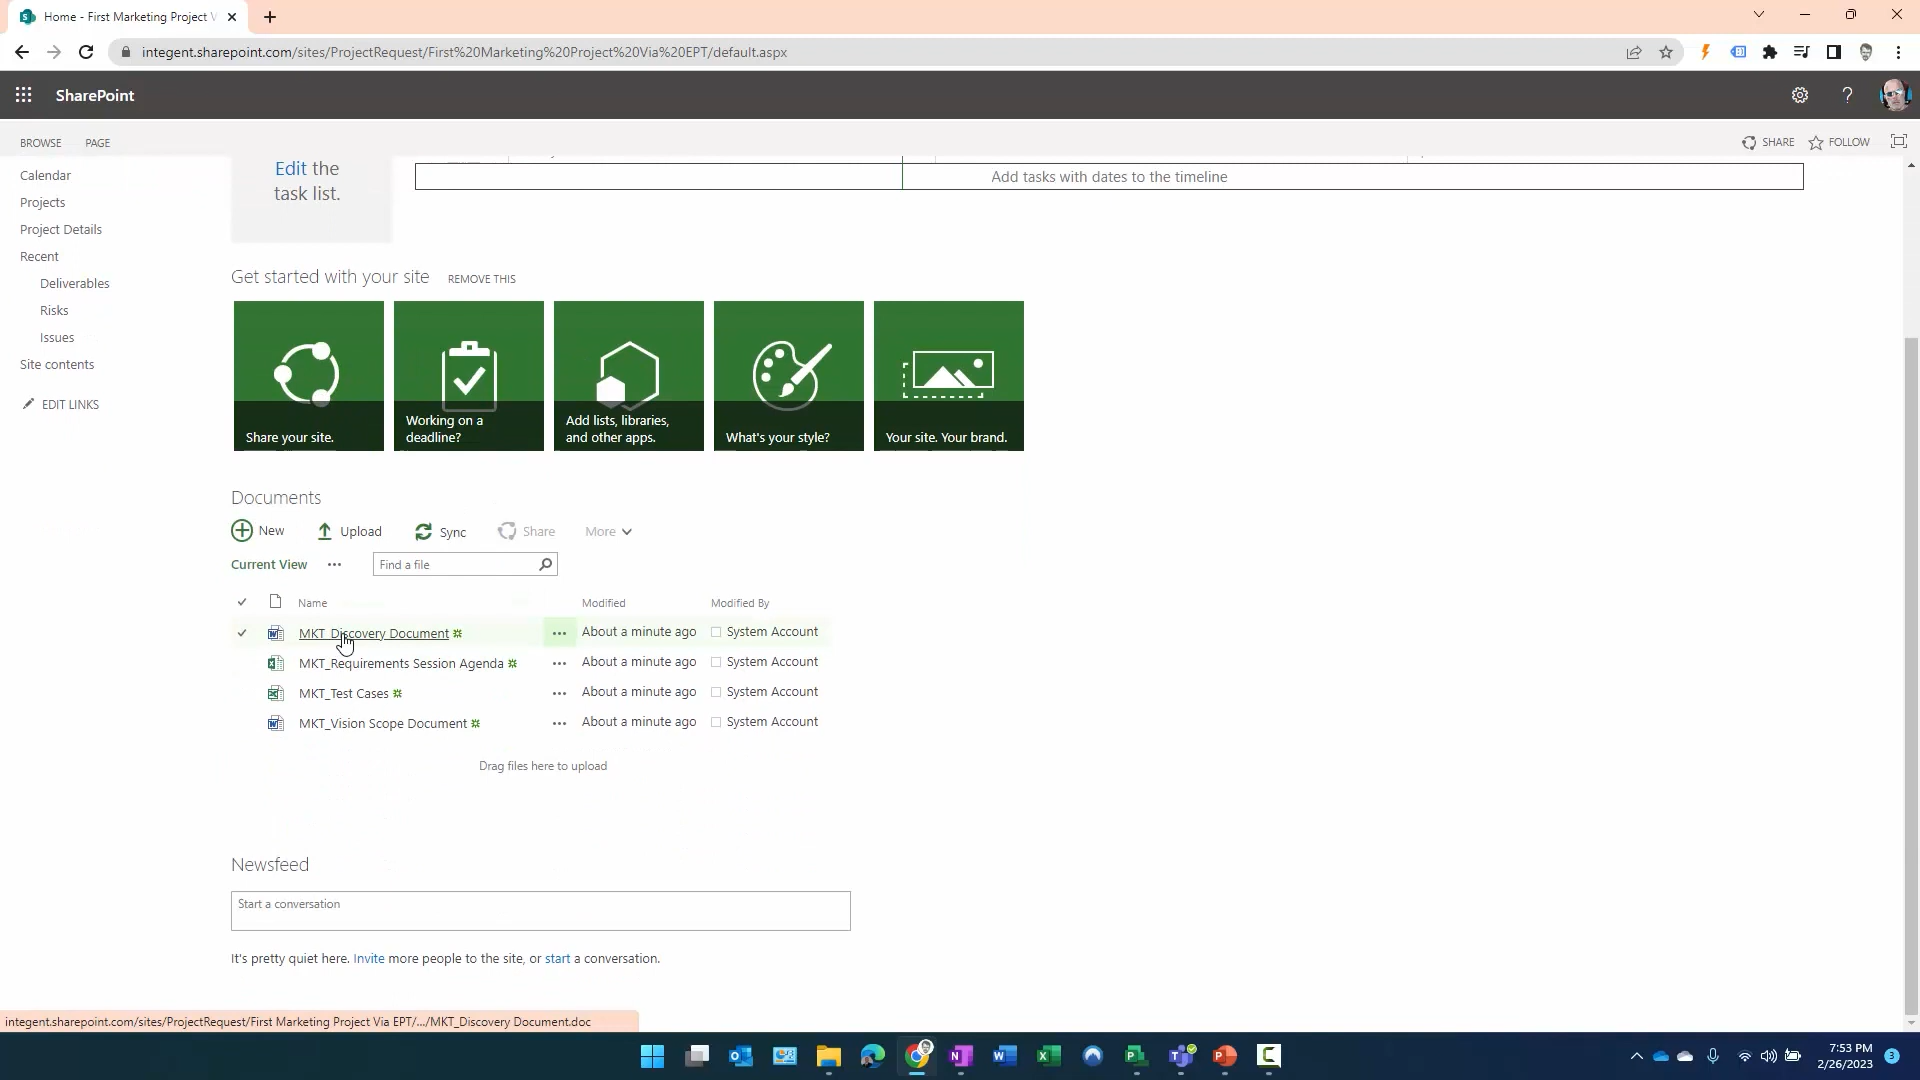 Home - First Marketing Project V
integent.sharepoint.com/sites/ProjectRequest/First%20Marketing%20Project%20Via%20EPT/default.aspx
SharePoint
BROWSE PAGE
SHARE FOLLOW
Calendar
Projects
Project Details
Recent
Deliverables
Risks
Issues
Site contents
EDIT LINKS
Edit the
task list.
Add tasks with dates to the timeline
Get started with your site REMOVE THIS
Share your site.
Working on a
deadline?
Add lists, libraries,
and other apps.
What's your style?
Your site. Your brand.
Documents
New Upload Sync Share More
Current View ... Find a file
Name Modified Modified By
MKT_Discovery Document ... About a minute ago System Account
MKT_Requirements Session Agenda ... About a minute ago System Account
MKT_Test Cases ... About a minute ago System Account
MKT_Vision Scope Document ... About a minute ago System Account
Drag files here to upload
Newsfeed
Start a conversation
It's pretty quiet here. Invite more people to the site, or start a conversation.
integent.sharepoint.com/sites/ProjectRequest/First Marketing Project Via EPT/.../MKT_Discovery Document.doc
7:53 PM
2/26/2023
3